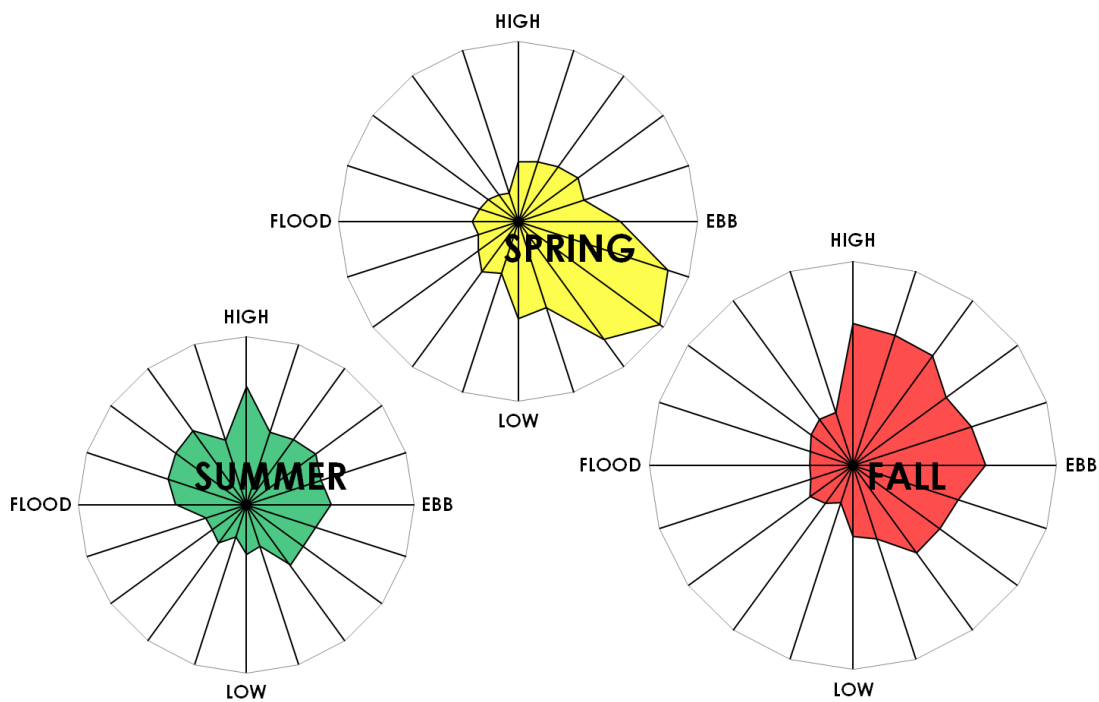 HIGH
FLOOD
EBB
SPRING
LOW
HIGH
FLOOD
EBB
SUMMER
LOW
HIGH
FLOOD
EBB
FALL
LOW